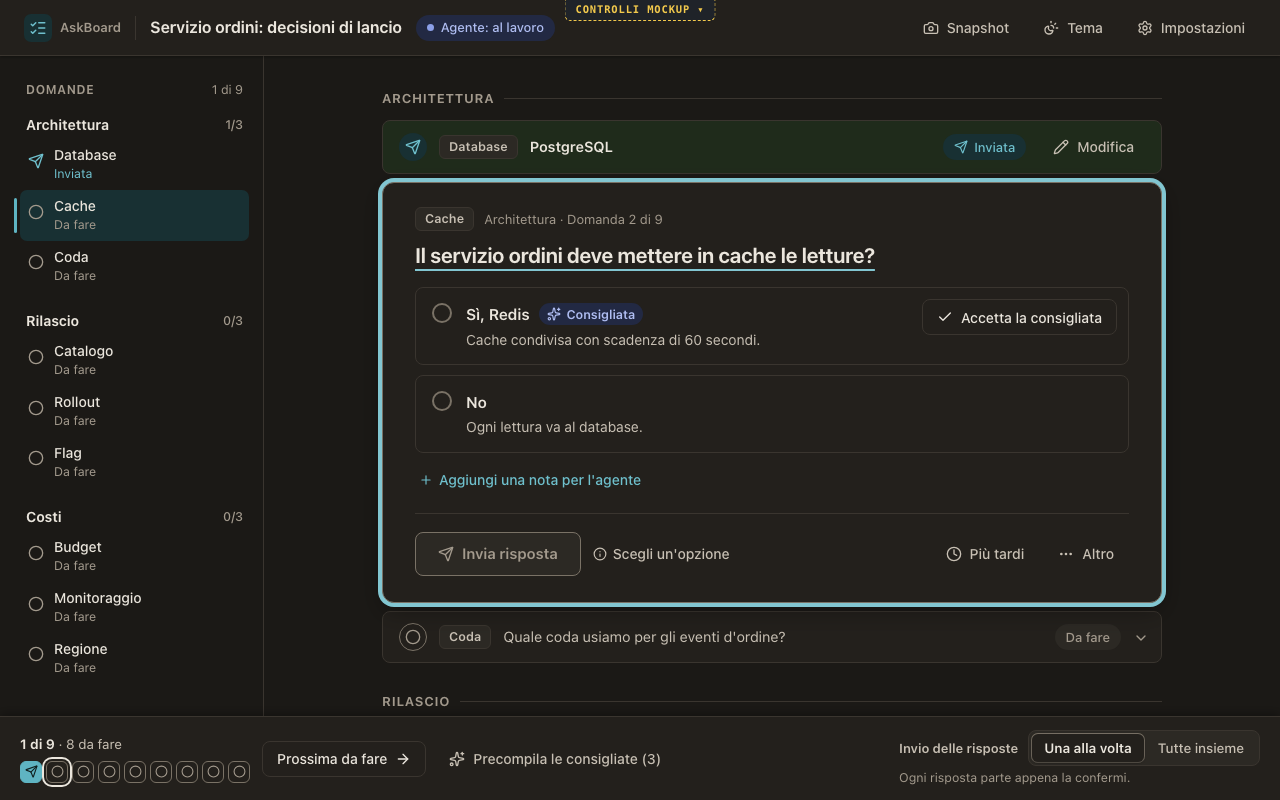 CONTROLLI MOCKUP ▾
AskBoard
Servizio ordini: decisioni di lancio
Agente: al lavoro
Snapshot
Tema
Impostazioni
DOMANDE
1 di 9
Architettura
1/3
Database
Inviata
Cache
Da fare
Coda
Da fare
Rilascio
0/3
Catalogo
Da fare
Rollout
Da fare
Flag
Da fare
Costi
0/3
Budget
Da fare
Monitoraggio
Da fare
Regione
Da fare
ARCHITETTURA
Database
PostgreSQL
Inviata
Modifica
Cache
Architettura · Domanda 2 di 9
Il servizio ordini deve mettere in cache le letture?
Sì, Redis
Consigliata
Accetta la consigliata
Cache condivisa con scadenza di 60 secondi.
No
Ogni lettura va al database.
+ Aggiungi una nota per l'agente
Invia risposta
Scegli un'opzione
Più tardi
Altro
Coda
Quale coda usiamo per gli eventi d'ordine?
Da fare
RILASCIO
1 di 9 · 8 da fare
Prossima da fare
Precompila le consigliate (3)
Invio delle risposte
Una alla volta
Tutte insieme
Ogni risposta parte appena la confermi.